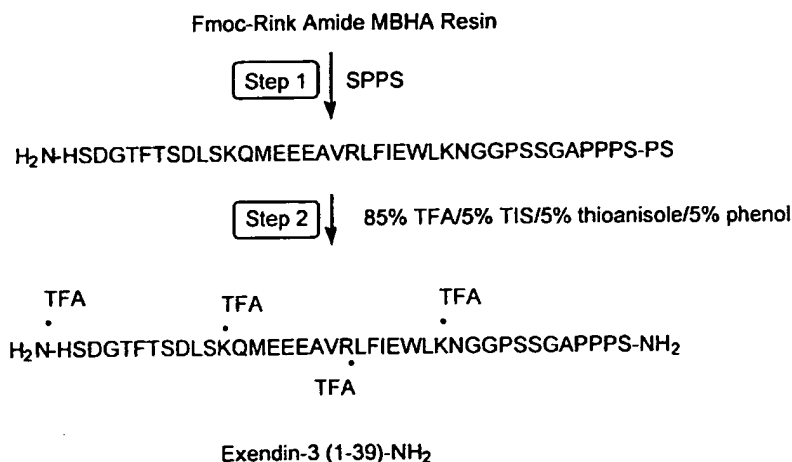 Fmoc-Rink Amide MBHA Resin
Step 1 SPPS
H2N-HSDGTFTSDLSKQMEEEAVRLFIEWLKNGGPSSGAPPPS-PS
Step 2 85% TFA/5% TIS/5% thioanisole/5% phenol
TFA TFA TFA
H2N-HSDGTFTSDLSKQMEEEAVRLFIEWLKNGGPSSGAPPPS-NH2
TFA
Exendin-3 (1-39)-NH2